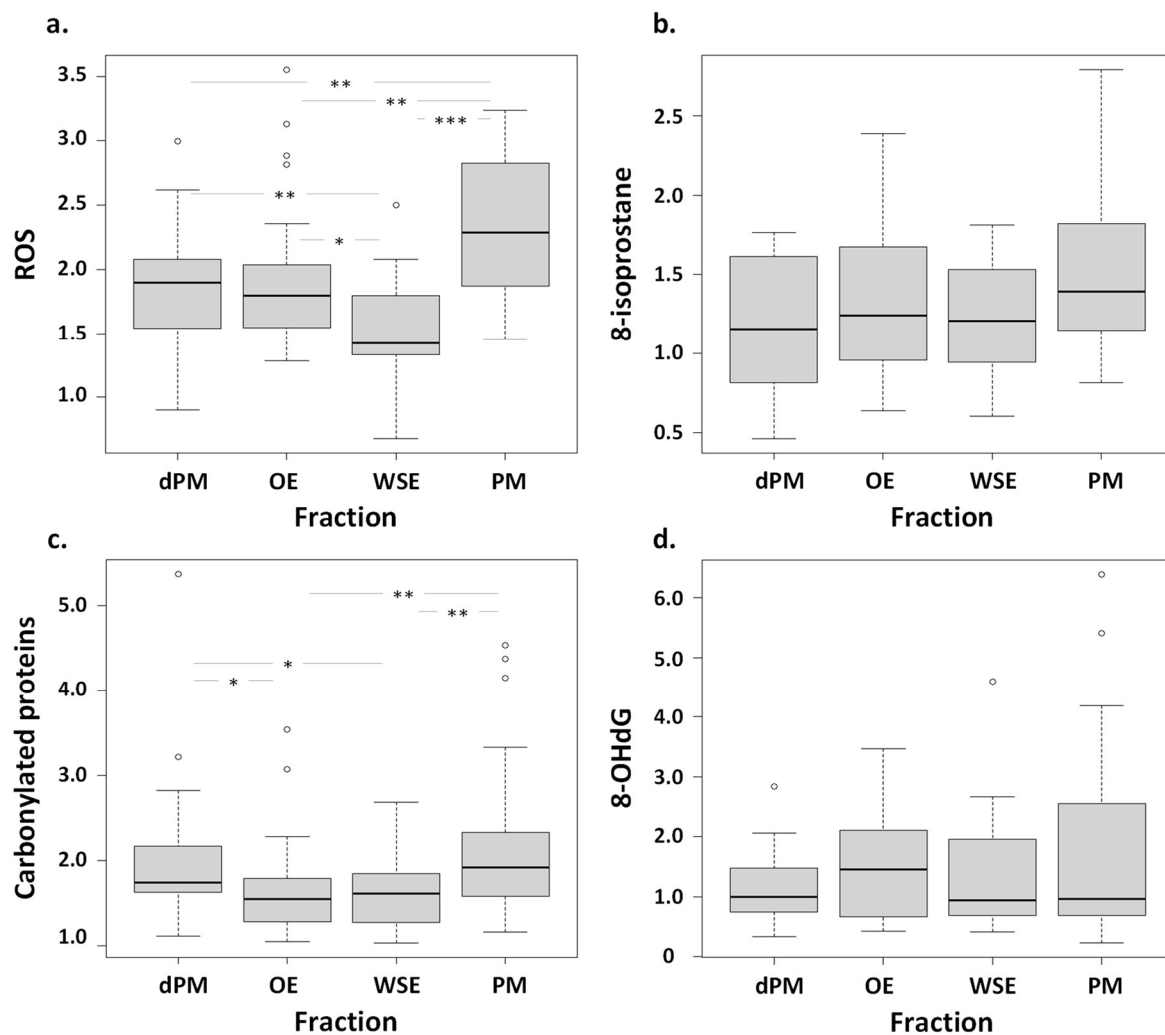 a.
ROS
3.5
3.0
2.5
2.0
1.5
1.0
**
**
***
**
*
dPM OE WSE PM
Fraction
b.
8-isoprostane
2.5
2.0
1.5
1.0
0.5
dPM OE WSE PM
Fraction
c.
Carbonylated proteins
5.0
4.0
3.0
2.0
1.0
**
**
*
*
dPM OE WSE PM
Fraction
d.
8-OHdG
6.0
5.0
4.0
3.0
2.0
1.0
0
dPM OE WSE PM
Fraction